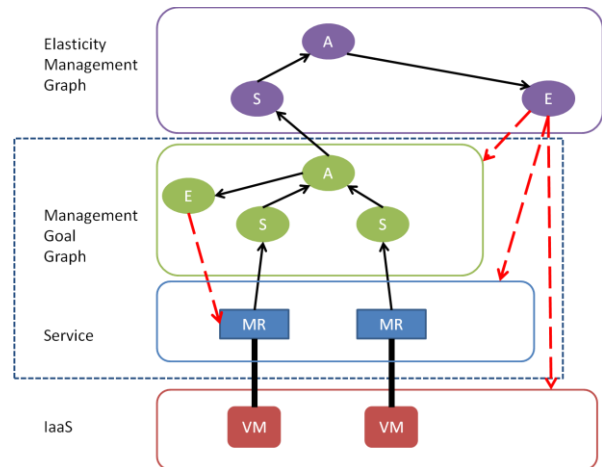 Elasticity
Management
Graph
A
S
E
Management
Goal
Graph
A
E
S
S
Service
MR
MR
IaaS
VM
VM